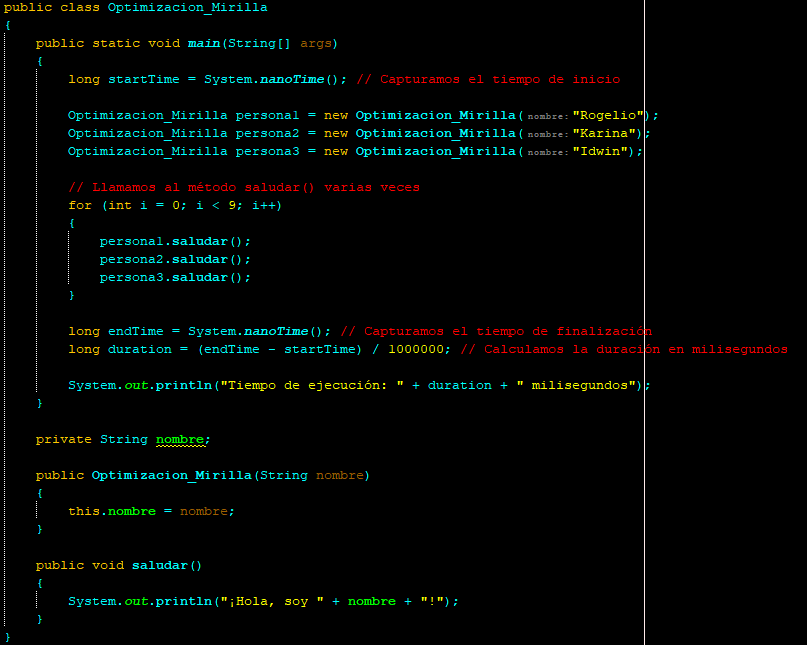 public class Optimizacion_Mirilla
{
public static void main(String[] args)
{
long startTime = System.nanoTime(); // Capturamos el tiempo de inicio
Optimizacion_Mirilla persona1 = new Optimizacion_Mirilla( nombre: "Rogelio");
Optimizacion_Mirilla persona2 = new Optimizacion_Mirilla( nombre: "Karina");
Optimizacion_Mirilla persona3 = new Optimizacion_Mirilla( nombre: "Idwin");
// Llamamos al método saludar() varias veces
for (int i = 0; i < 9; i++)
{
persona1.saludar();
persona2.saludar();
persona3.saludar();
}
long endTime = System.nanoTime(); // Capturamos el tiempo de finalización
long duration = (endTime - startTime) / 1000000; // Calculamos la duración en milisegundos
System.out.println("Tiempo de ejecución: " + duration + " milisegundos");
}
private String nombre;
public Optimizacion_Mirilla(String nombre)
{
this.nombre = nombre;
}
public void saludar()
{
System.out.println("¡Hola, soy " + nombre + "!");
}
}